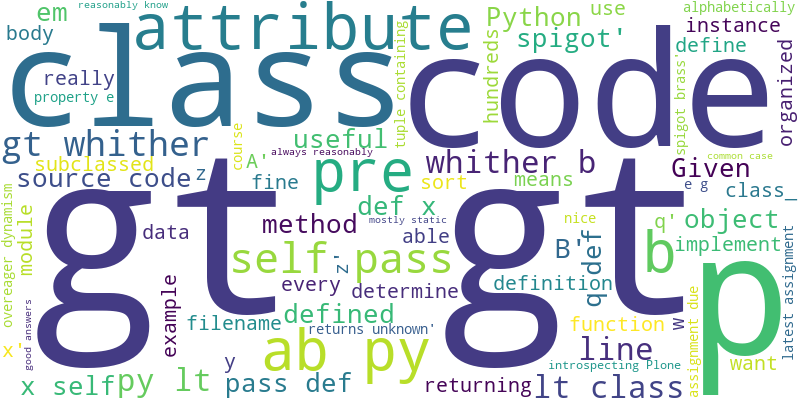 reasonably know
alphabetically
em
attribute
Python
use
instance
body
class
code
spigot'
define
really
hundreds
tuple containing
spigot brass'
organized
property e
gt whither
useful
always reasonably
course
A'
subclassed
pre
whither b
Given
common case
source code
z
fine
sort
means
e g
class_
def x
mostly static
nice
q'
object
method
data
able
B'
b
implement
gt
gt
p
self pass
z'
q def
overeager dynamism
module
every
determine
definition
defined
filename
returns unknown'
function
w
example
good answers
x'
y
ab py
line
introspecting Plone
want
assignment due
latest assignment
x self
py lt
pass def
returning
lt class